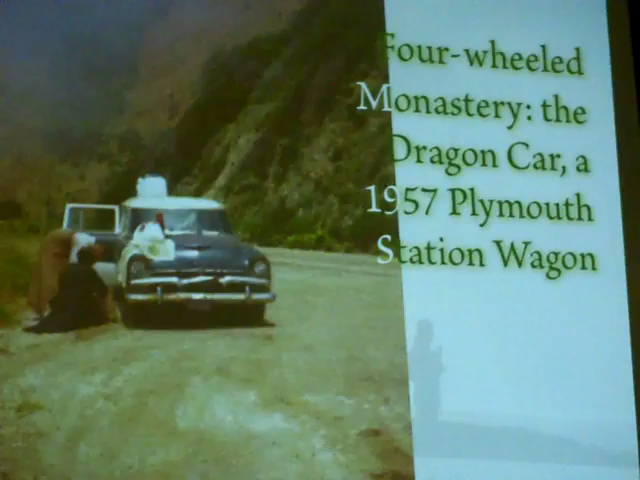 Four-wheeled
Monastery: the
Dragon Car, a
1957 Plymouth
Station Wagon